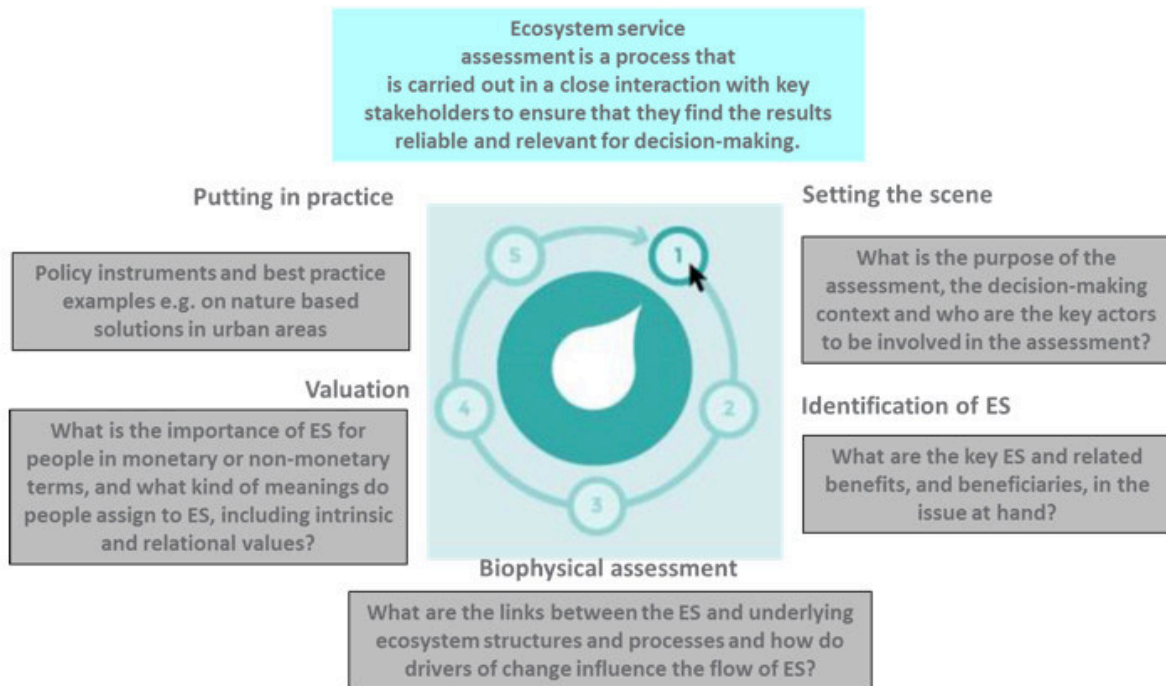 Ecosystem service
assessment is a process that
is carried out in a close interaction with key
stakeholders to ensure that they find the results
reliable and relevant for decision-making.
Putting in practice
Setting the scene
Policy instruments and best practice
examples e.g. on nature based
solutions in urban areas
What is the purpose of the
assessment, the decision-making
context and who are the key actors
to be involved in the assessment?
5
1
4
2
3
Valuation
Identification of ES
What is the importance of ES for
people in monetary or non-monetary
terms, and what kind of meanings do
people assign to ES, including intrinsic
and relational values?
What are the key ES and related
benefits, and beneficiaries, in the
issue at hand?
Biophysical assessment
What are the links between the ES and underlying
ecosystem structures and processes and how do
drivers of change influence the flow of ES?